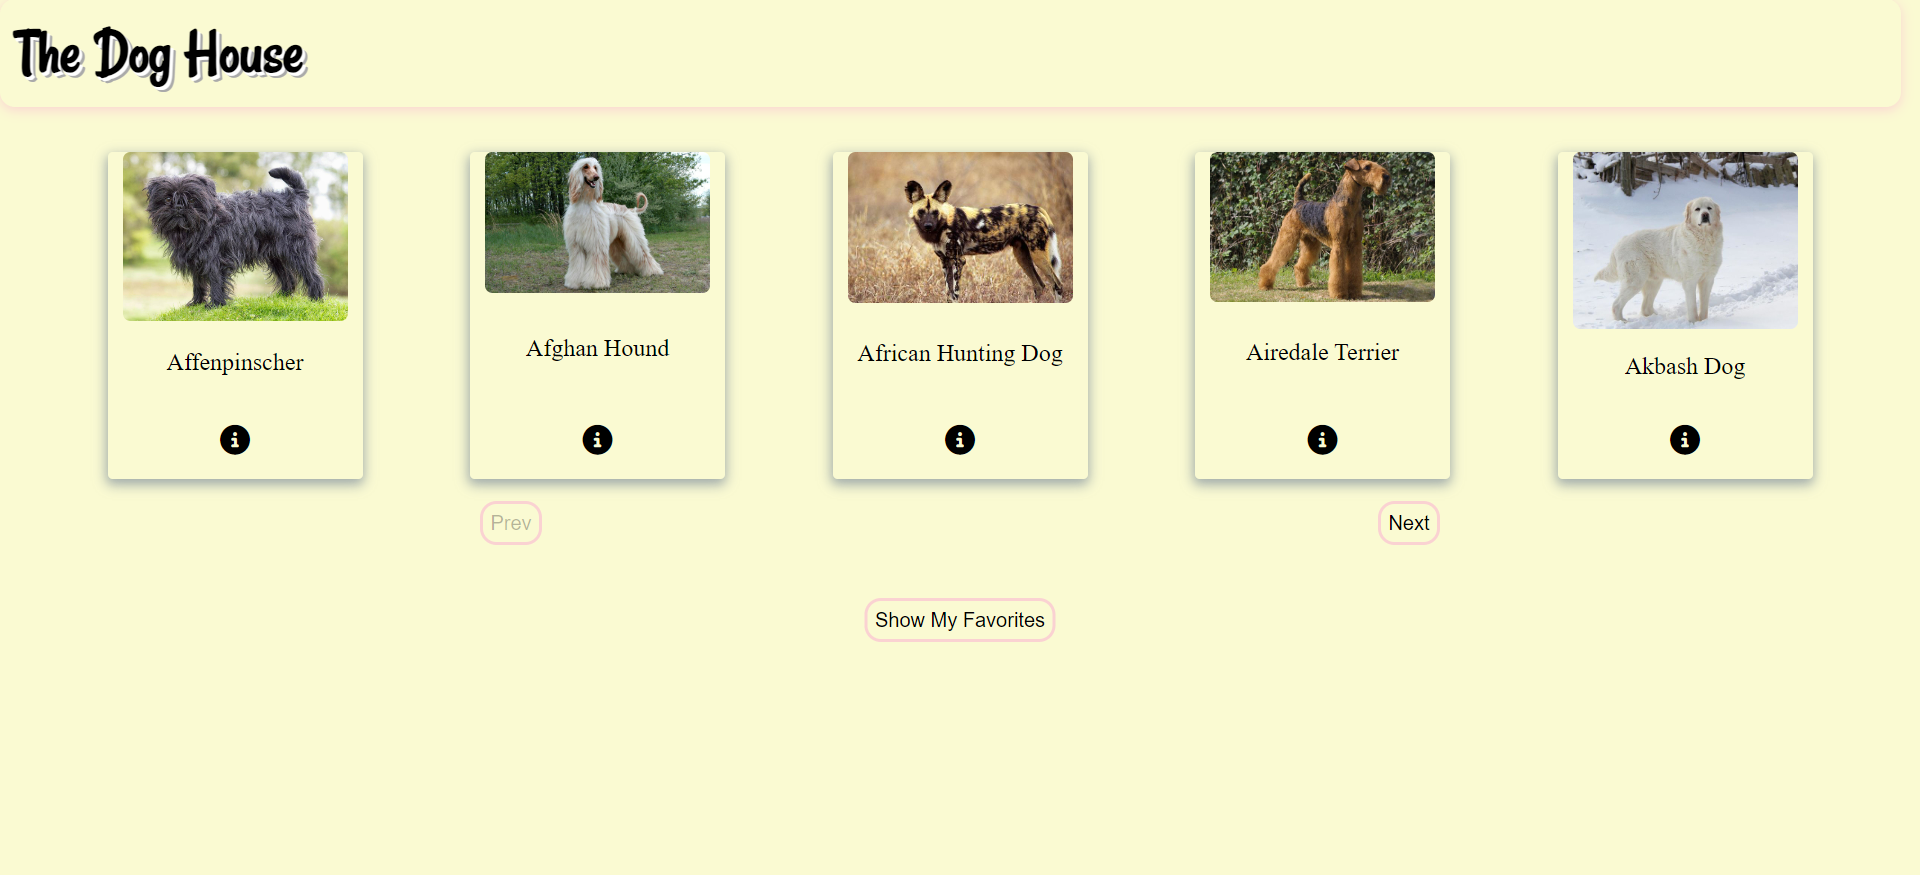 The Dog House
Affenpinscher
Afghan Hound
African Hunting Dog
Airedale Terrier
Akbash Dog
Prev
Next
Show My Favorites